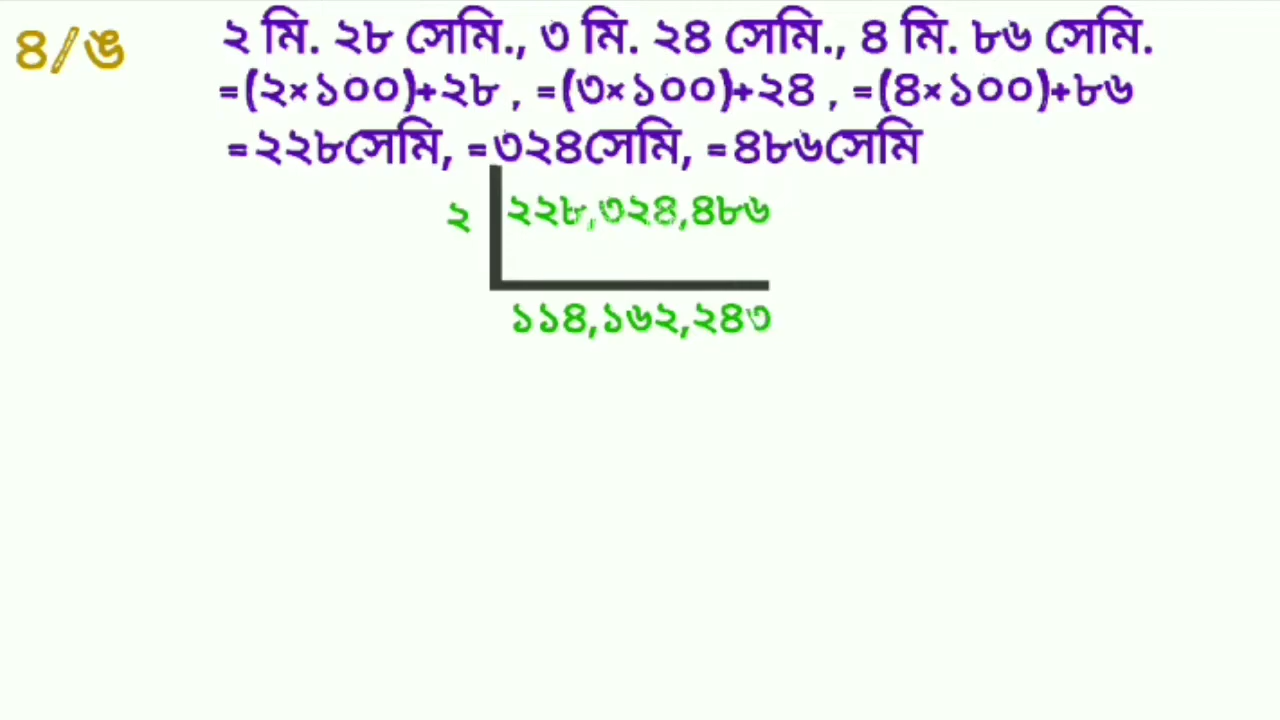 ৪/ঙ
২ মি. ২৮ সেমি., ৩ মি. ২৪ সেমি., ৪ মি. ৮৬ সেমি.
=(২×১০০)+২৮ , =(৩×১০০)+২৪ , =(৪×১০০)+৮৬
=২২৮সেমি, =৩২৪সেমি, =৪৮৬সেমি
২ ২২৮,৩২৪,৪৮৬
১১৪,১৬২,২৪৩